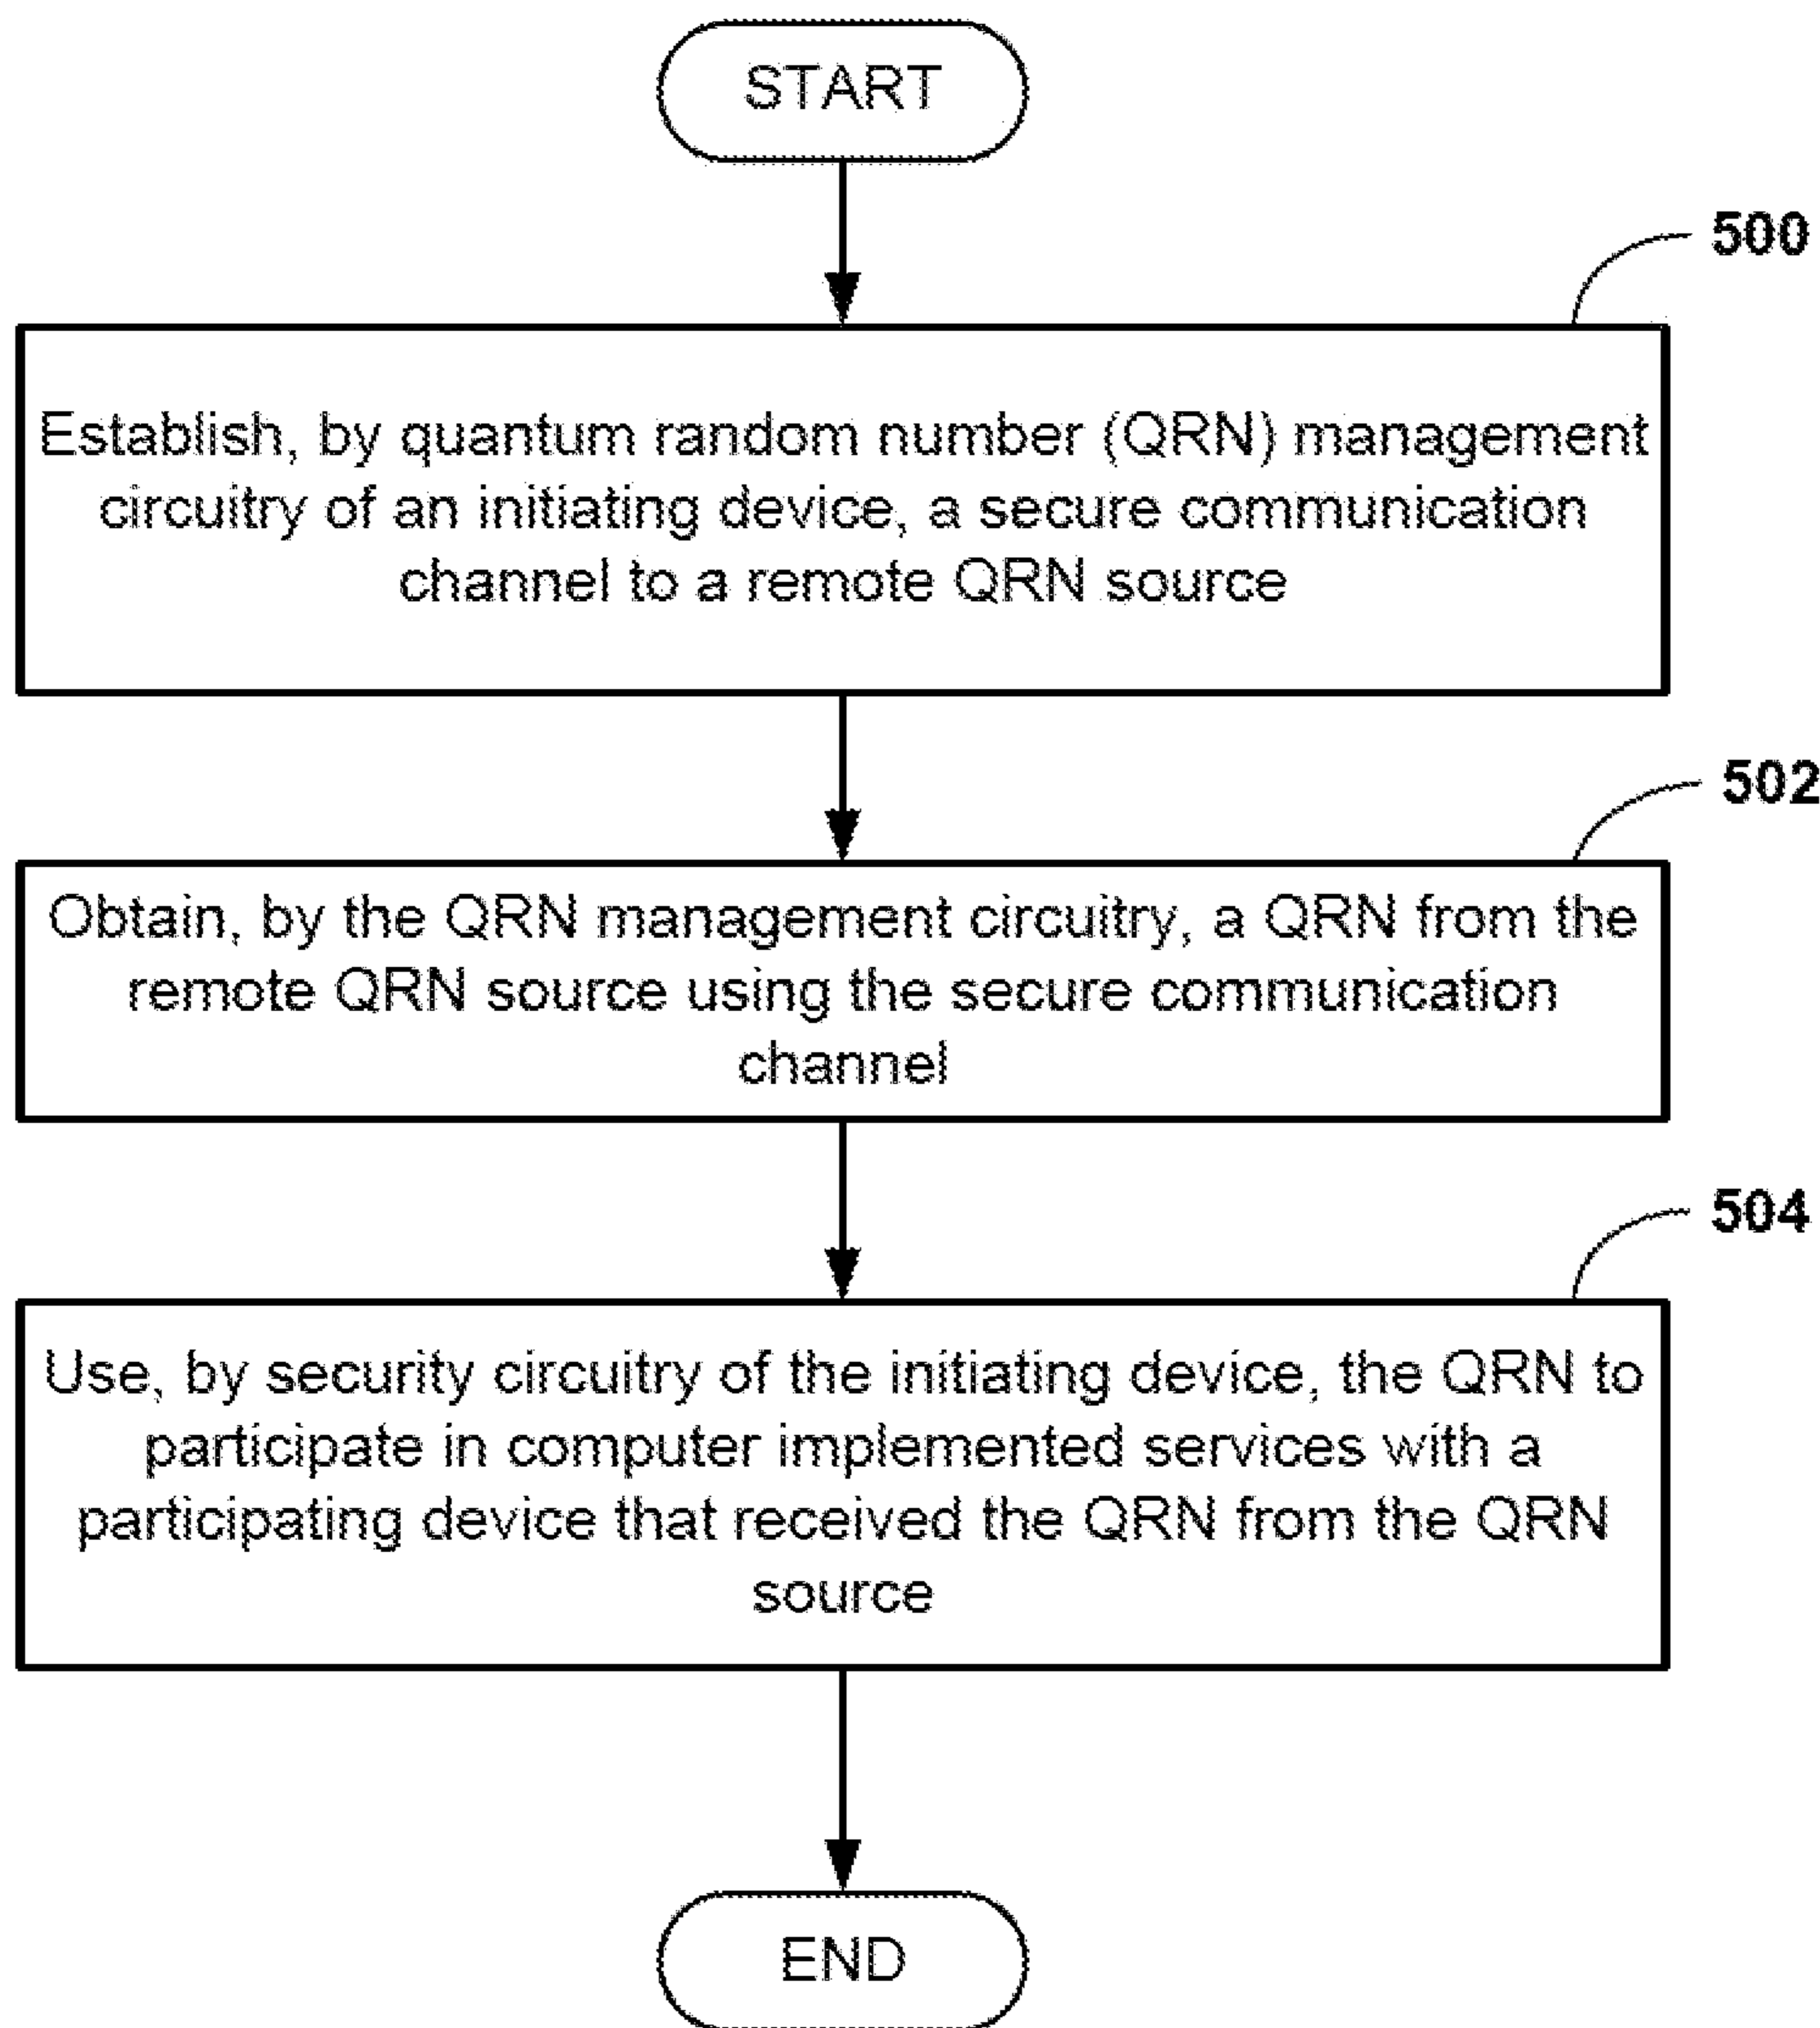 START
500
Establish, by quantum random number (QRN) management
circuitry of an initiating device, a secure communication
channel to a remote QRN source
502
Obtain, by the QRN management circuitry, a QRN from the
remote QRN source using the secure communication
channel
504
Use, by security circuitry of the initiating device, the QRN to
participate in computer implemented services with a
participating device that received the QRN from the QRN
source
END